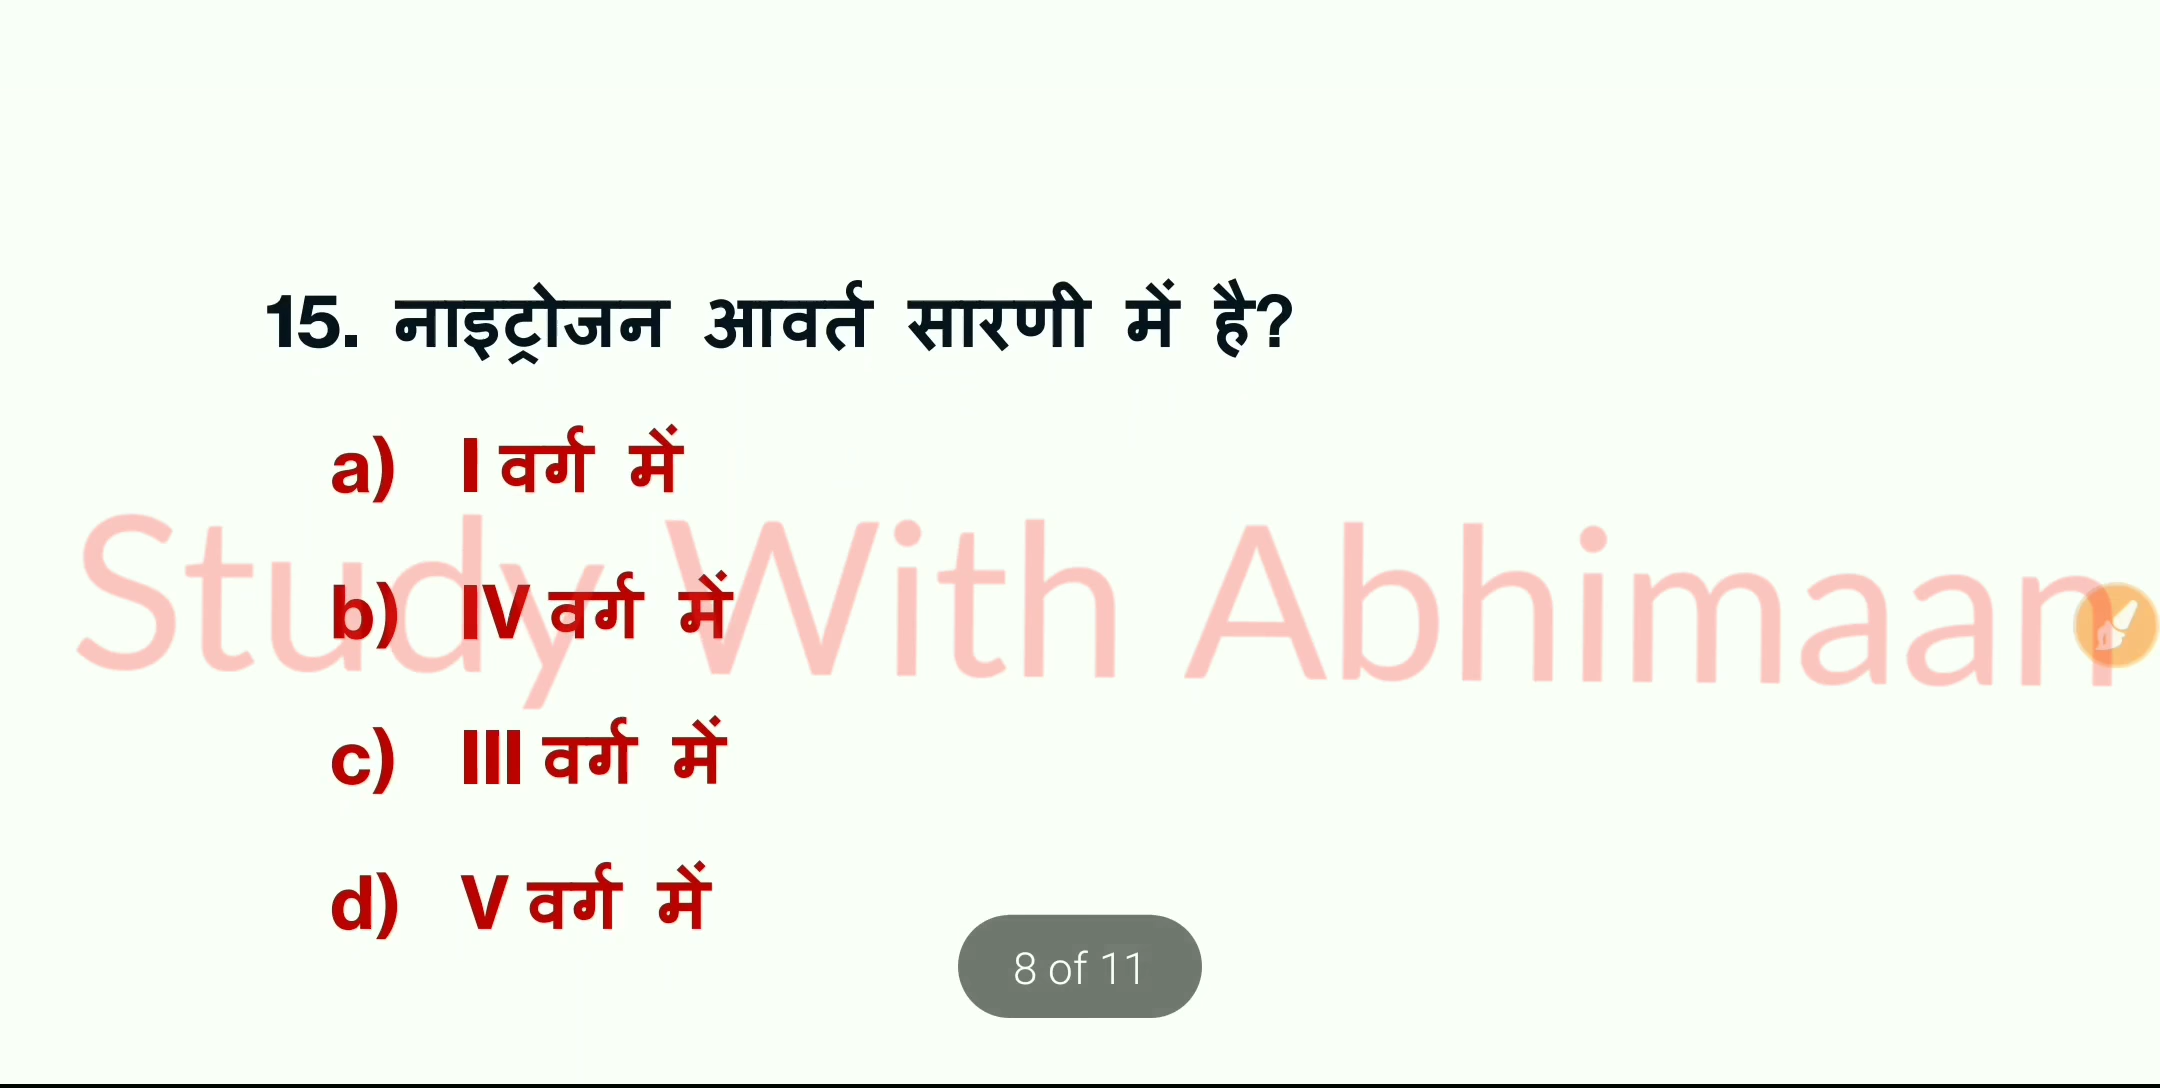 15. नाइट्रोजन आवर्त सारणी में है?
a) I वर्ग में
b) IV वर्ग में
c) III वर्ग में
d) V वर्ग में
Study With Abhimaan
8 of 11